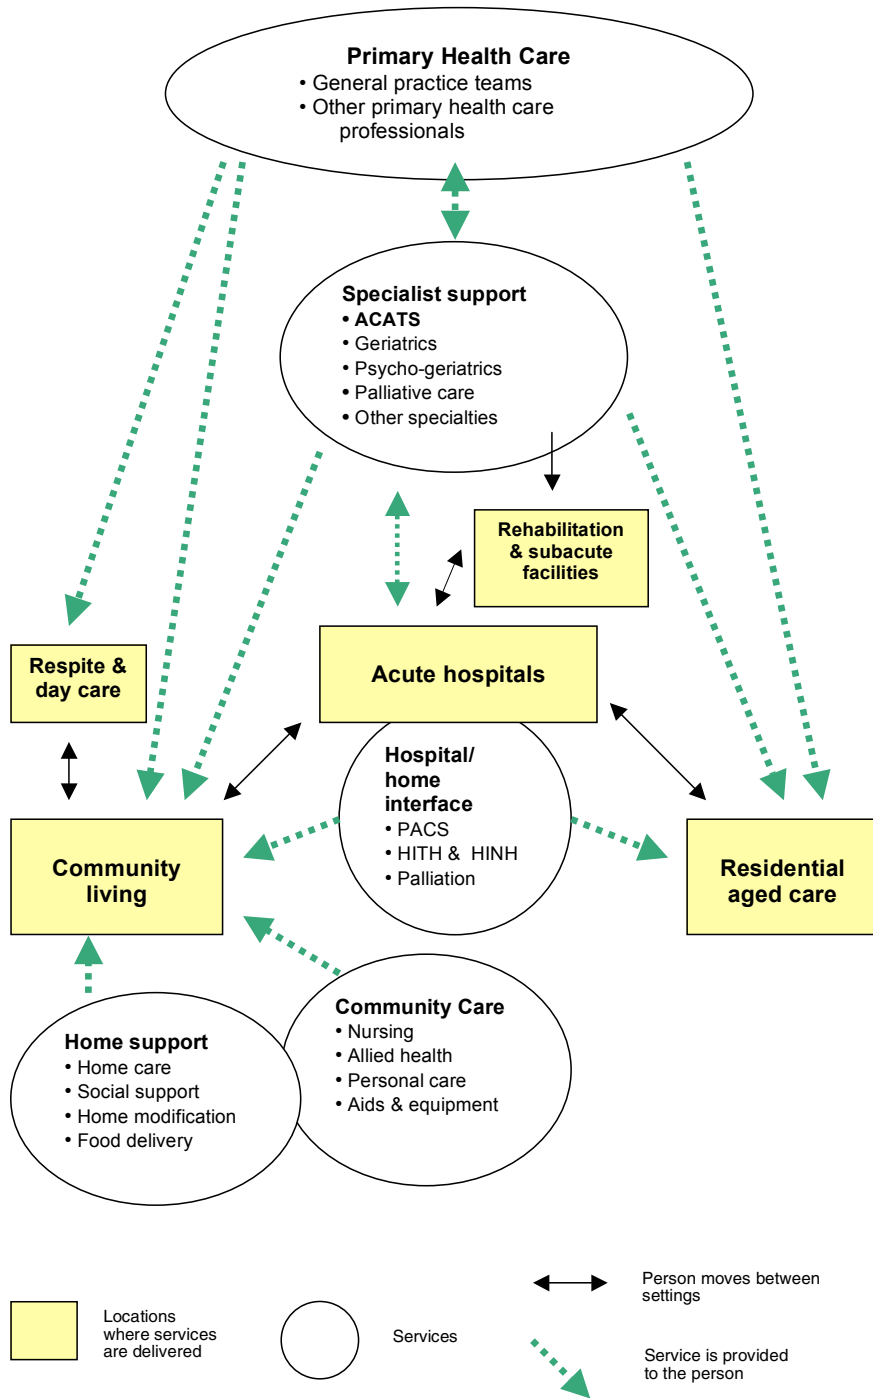 Primary Health Care
• General practice teams
• Other primary health care
professionals
Specialist support
• ACATS
• Geriatrics
• Psycho-geriatrics
• Palliative care
• Other specialties
Rehabilitation
& subacute
facilities
Respite &
day care
Acute hospitals
Hospital/
home
interface
• PACS
• HITH & HINH
• Palliation
Community
living
Residential
aged care
Community Care
• Nursing
• Allied health
• Personal care
• Aids & equipment
Home support
• Home care
• Social support
• Home modification
• Food delivery
Locations
where services
are delivered
Services
Person moves between
settings
Service is provided
to the person